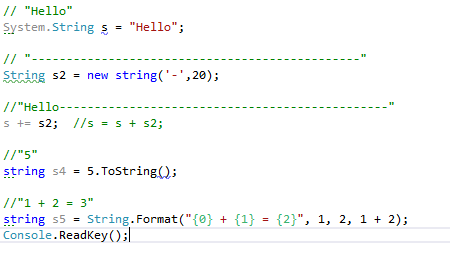 // "Hello"
System.String s = "Hello";
// "-----------------------------------------------"
String s2 = new string('-',20);
//"Hello-----------------------------------------------"
s += s2;  //s = s + s2;
//"5"
string s4 = 5.ToString();
//"1 + 2 = 3"
string s5 = String.Format("{0} + {1} = {2}", 1, 2, 1 + 2);
Console.ReadKey();